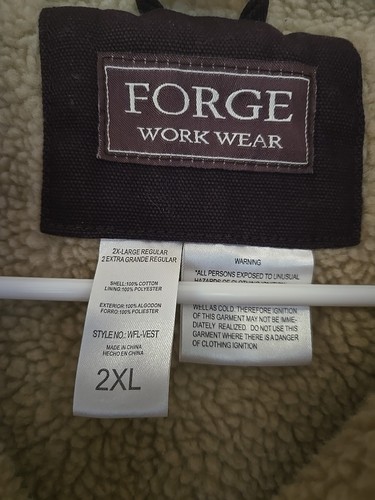 FORGE
WORK WEAR
2X-LARGE REGULAR
2 EXTRA GRANDE REGULAR
SHELL:100% COTTON
LINING:100% POLYESTER
EXTERIOR:100% ALGODON
FORRO:100% POLIESTER
STYLE NO.: WFL-VEST
MADE IN CHINA
HECHO EN CHINA
2XL
WARNING
*ALL PERSONS EXPOSED TO UNUSUAL
HAZARDS OF
WELL AS COLD. THEREFORE IGNITION
OF THIS GARMENT MAY NOT BE IMME-
DIATELY REALIZED. DO NOT USE THIS
GARMENT WHERE THERE IS A DANGER
OF CLOTHING IGNITION